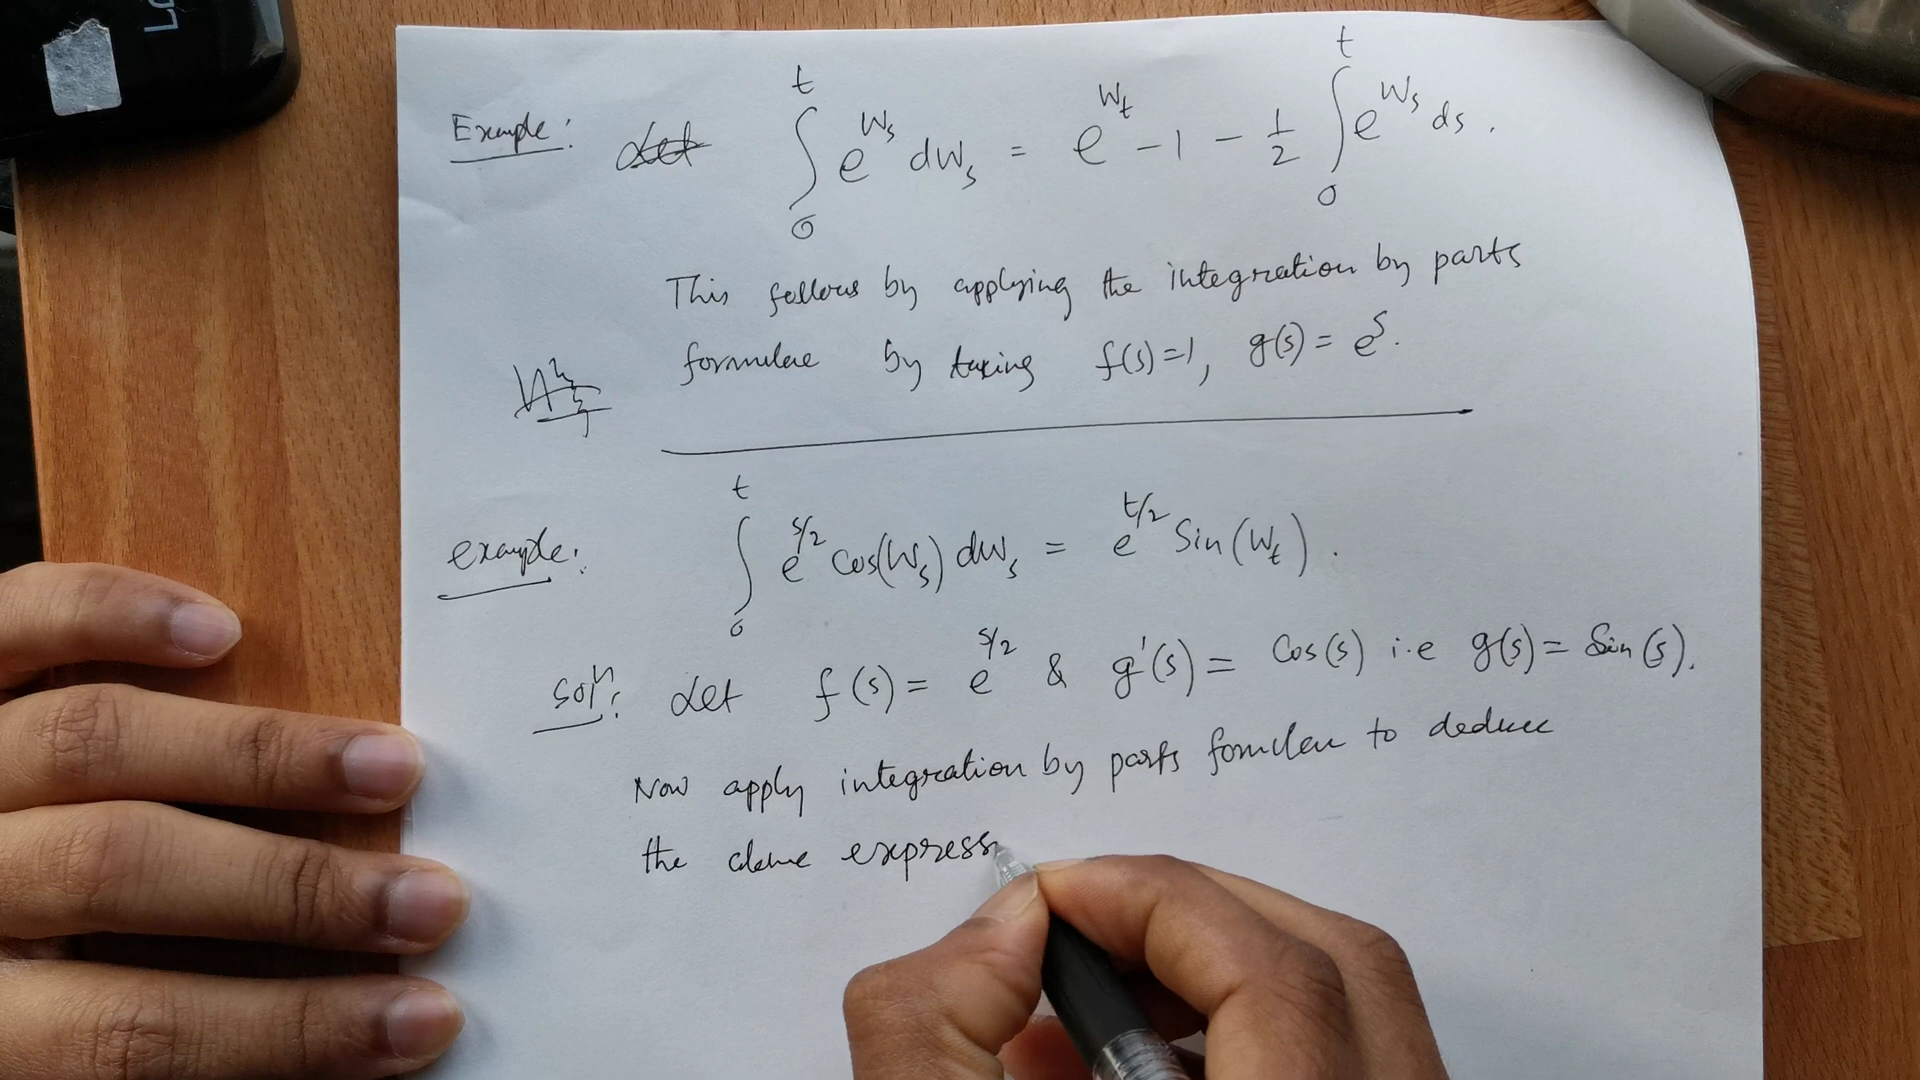 Example: Let ∫₀ᵗ e^{W_s} dW_s = e^{W_t} - 1 - 1/2 ∫₀ᵗ e^{W_s} ds.
This follows by applying the integration by parts
formulae by taking f(s)=1, g(s) = e^s.
example: ∫₀ᵗ e^{s/2} Cos(W_s) dW_s = e^{t/2} Sin(W_t).
Solⁿ: Let f(s) = e^{s/2} & g'(s) = Cos(s) i.e g(s) = Sin(s).
Now apply integration by parts to deduce
the above express